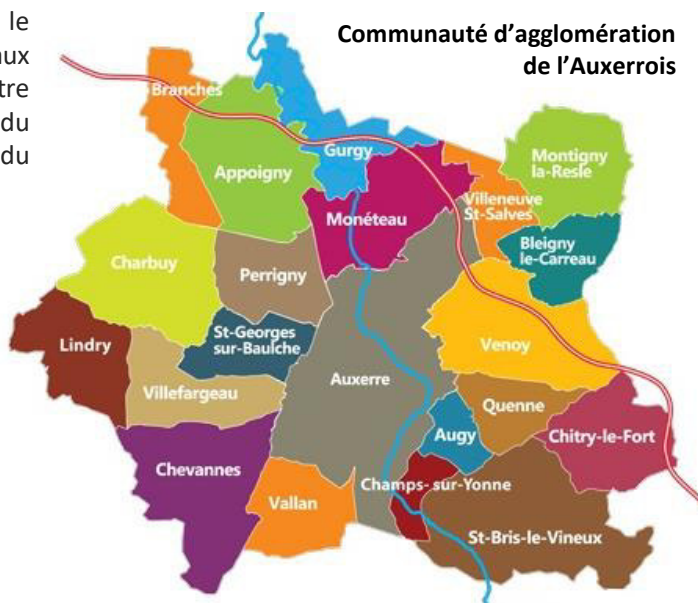 le
aux
tre
du
du
Communauté d’agglomération
de l’Auxerrois
Branches
Appoigny
Gurgy
Monéteau
Villeneuve
St-Salves
Montigny
la-Resle
Bleigny
le-Carreau
Charbuy
Perrigny
St-Georges
sur-Baulche
Lindry
Villefargeau
Auxerre
Venoy
Quenne
Augy
Chitry-le-Fort
Chevannes
Vallan
Champs- sur-Yonne
St-Bris-le-Vineux